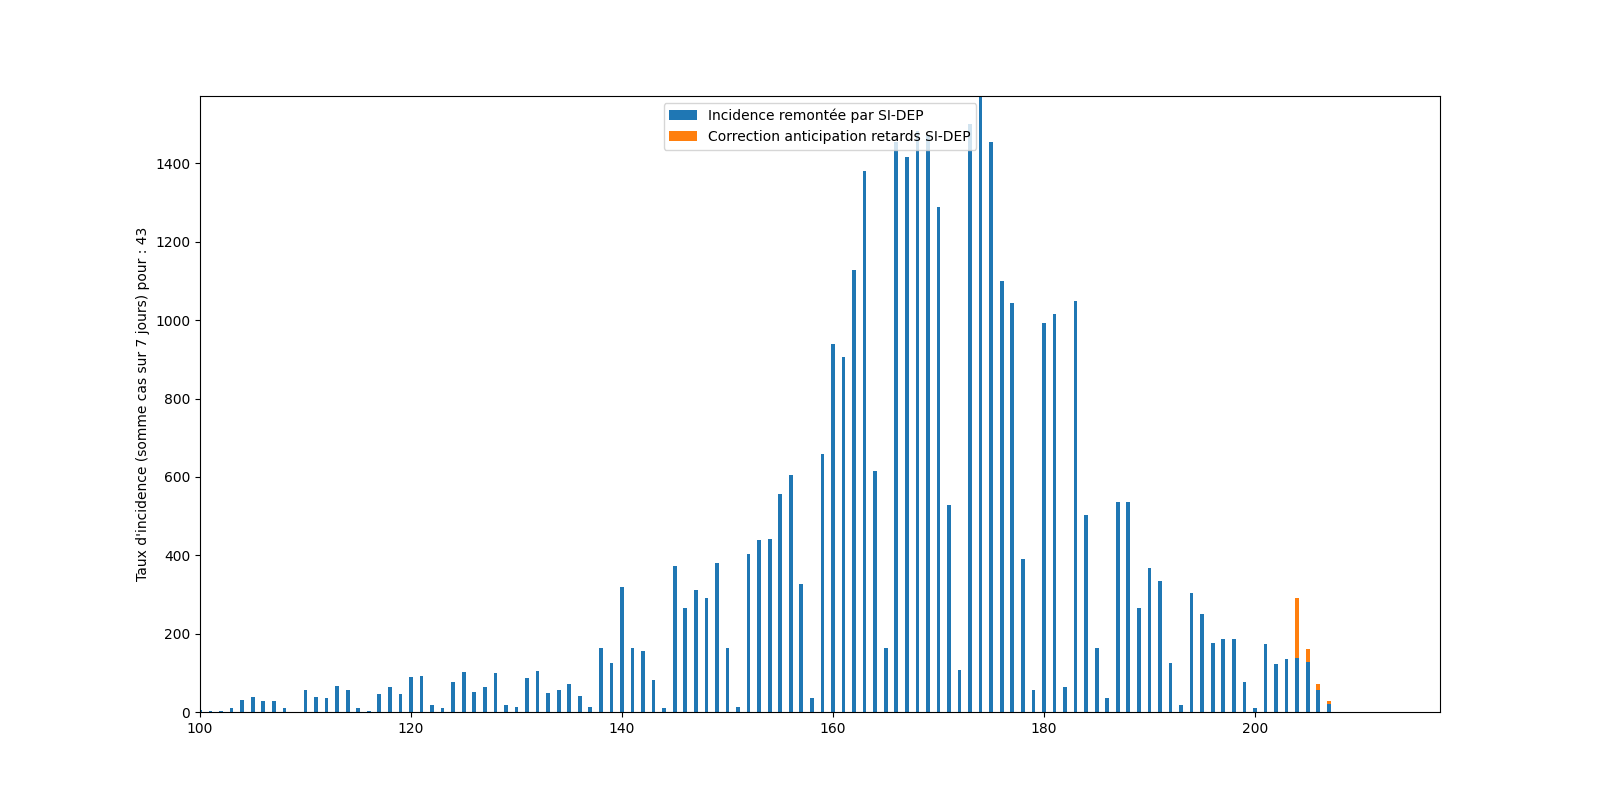 Incidence remontée par SI-DEP
Correction anticipation retards SI-DEP
Taux d'incidence (somme cas sur 7 jours) pour : 43
1400
1200
1000
800
600
400
200
0
100 120 140 160 180 200